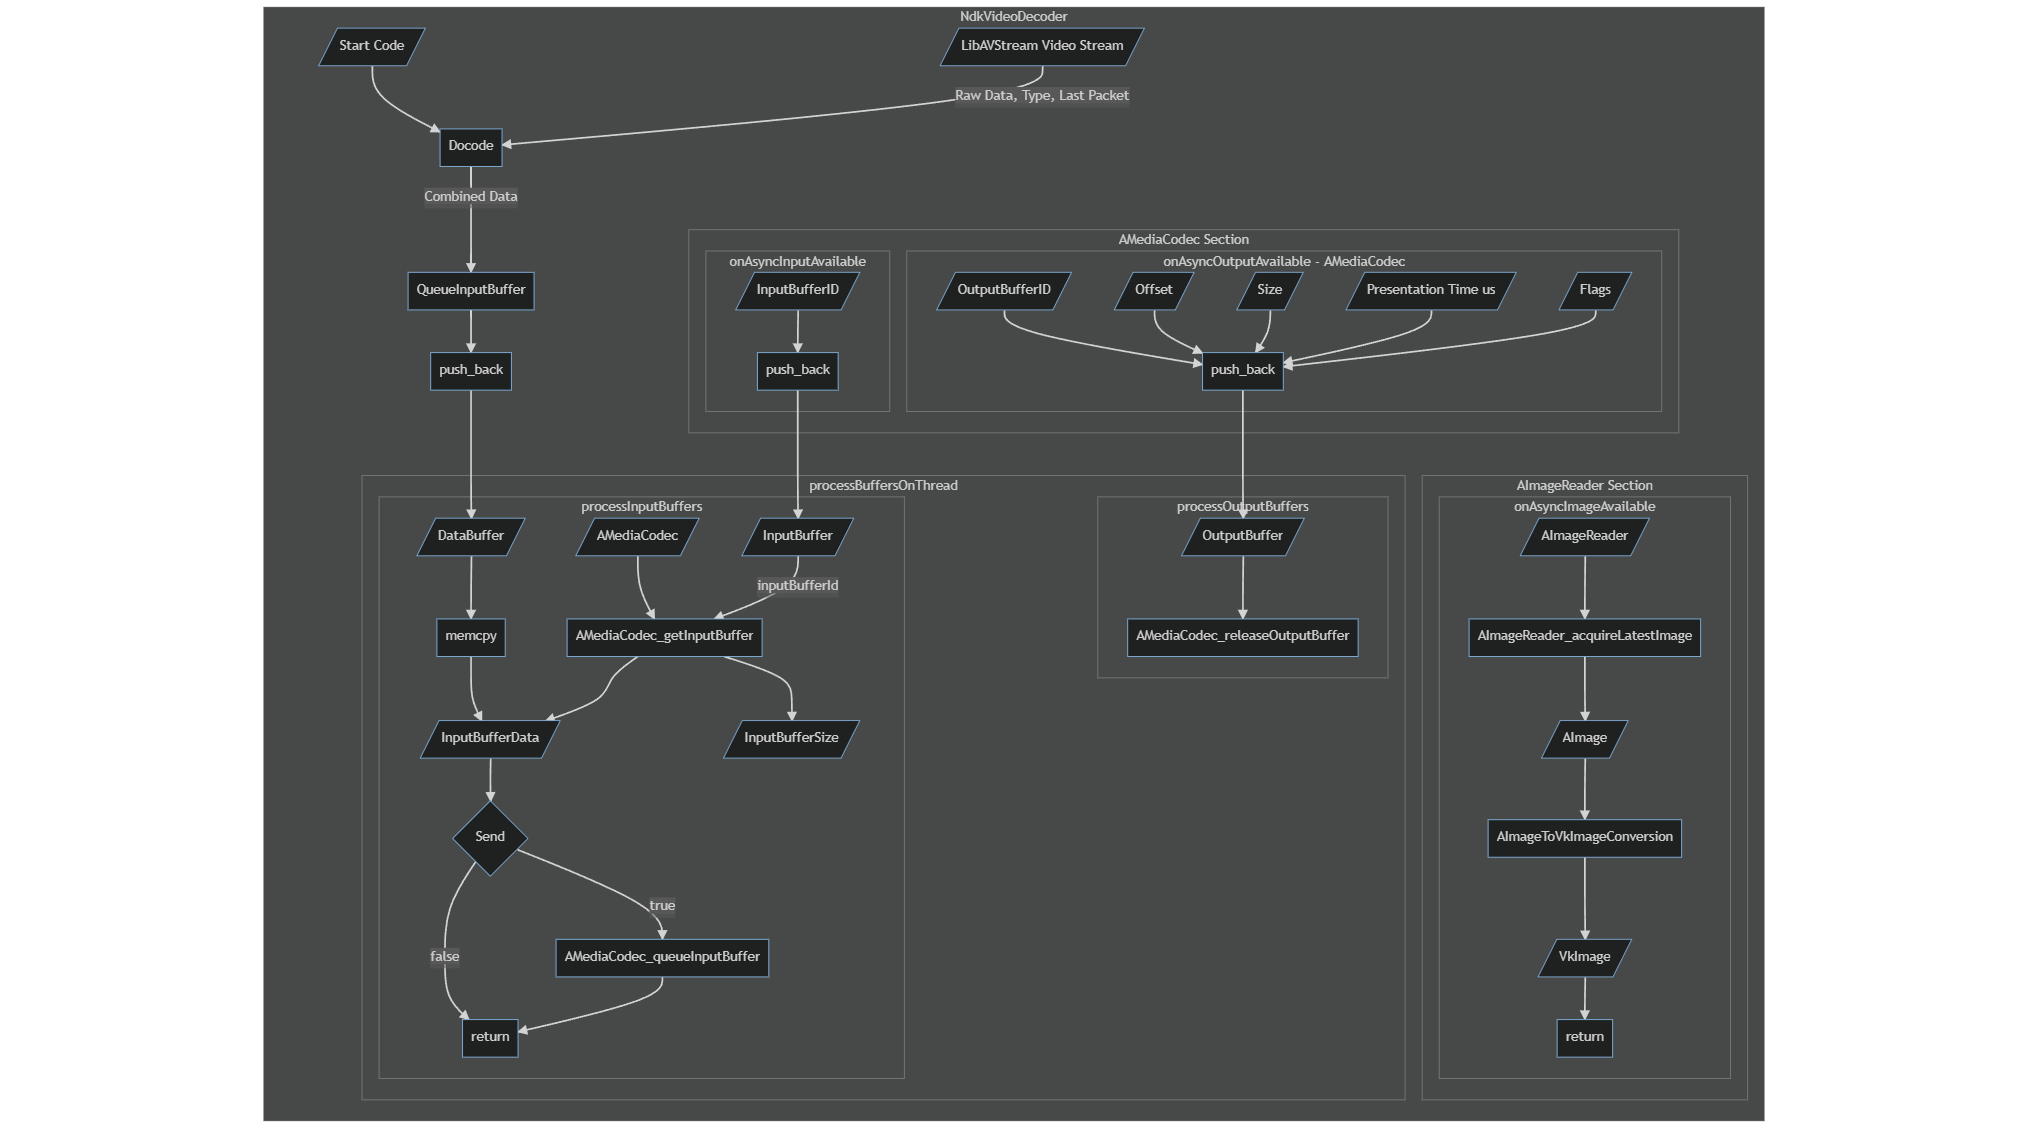 NdkVideoDecoder
Start Code
LibAVStream Video Stream
Raw Data, Type, Last Packet
Docode
Combined Data
AMediaCodec Section
onAsyncInputAvailable
onAsyncOutputAvailable - AMediaCodec
QueueInputBuffer
InputBufferID
OutputBufferID
Offset
Size
Presentation Time us
Flags
push_back
push_back
push_back
processBuffersOnThread
AImageReader Section
processInputBuffers
processOutputBuffers
onAsyncImageAvailable
DataBuffer
AMediaCodec
InputBuffer
OutputBuffer
AImageReader
inputBufferId
memcpy
AMediaCodec_getInputBuffer
AMediaCodec_releaseOutputBuffer
AImageReader_acquireLatestImage
InputBufferData
InputBufferSize
AImage
Send
AImageToVkImageConversion
true
false
AMediaCodec_queueInputBuffer
VkImage
return
return